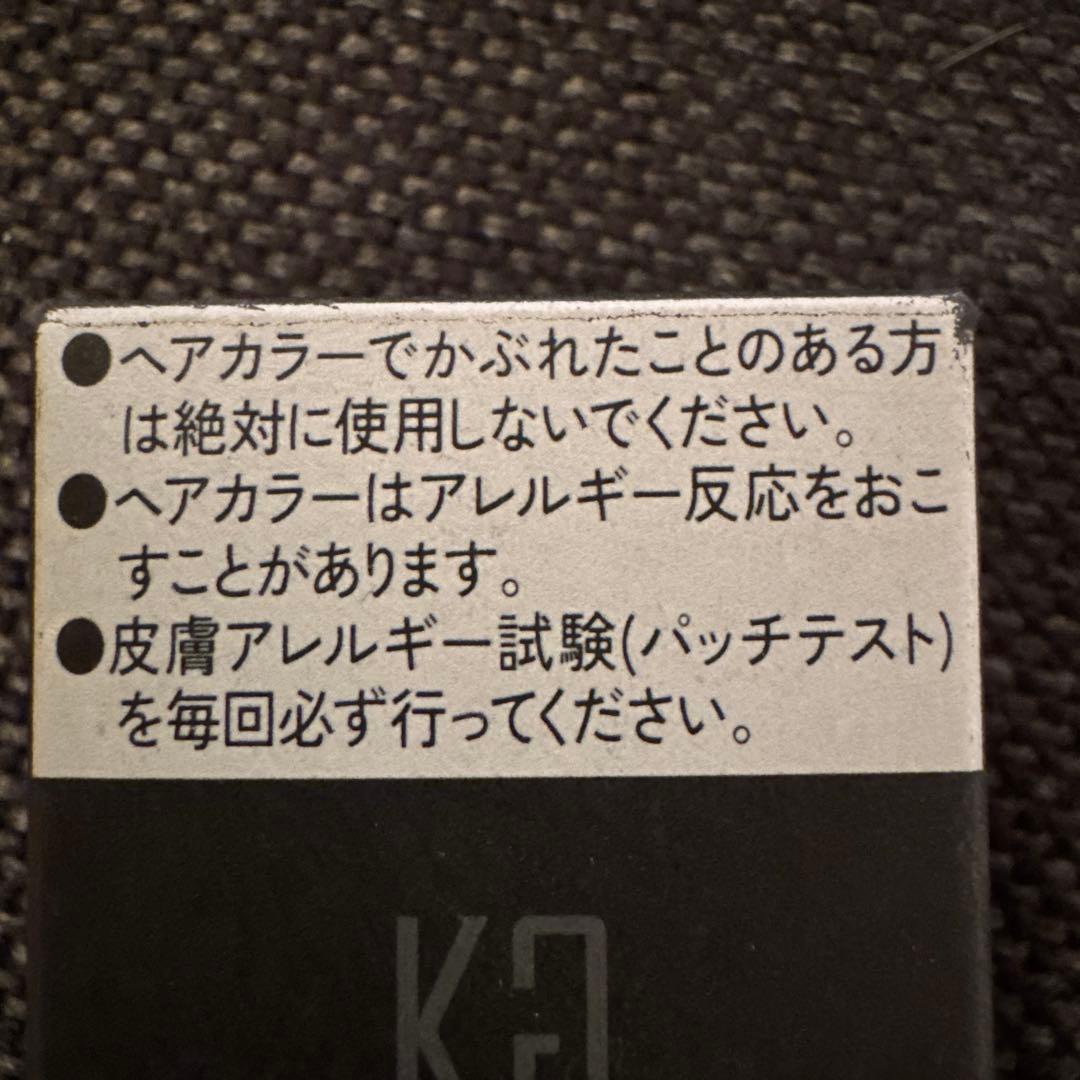 ●ヘアカラーでかぶれたことのある方
は絶対に使用しないでください。
●ヘアカラーはアレルギー反応をおこ
すことがあります。
●皮膚アレルギー試験(パッチテスト)
を毎回必ず行ってください。